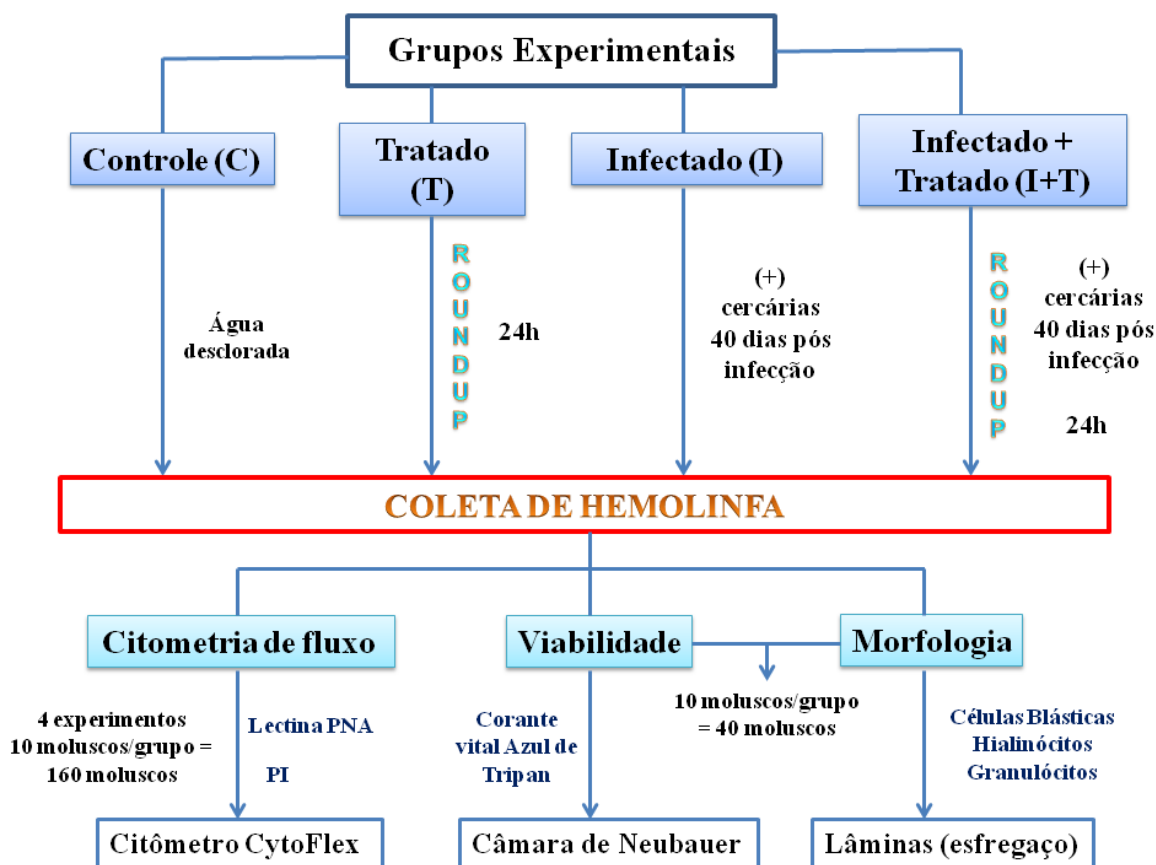 Grupos Experimentais
Controle (C)
Tratado
(T)
Infectado (I)
Infectado +
Tratado (I+T)
Água
desclorada
ROUNDUP
24h
(+)
cercárias
40 dias pós
infecção
ROUNDUP
(+)
cercárias
40 dias pós
infecção
24h
COLETA DE HEMOLINFA
Citometria de fluxo
Viabilidade
Morfologia
4 experimentos
10 moluscos/grupo =
160 moluscos
Lectina PNA
PI
Corante
vital Azul de
Tripan
10 moluscos/grupo
= 40 moluscos
Células Blásticas
Hialinócitos
Granulócitos
Citômetro CytoFlex
Câmara de Neubauer
Lâminas (esfregaço)